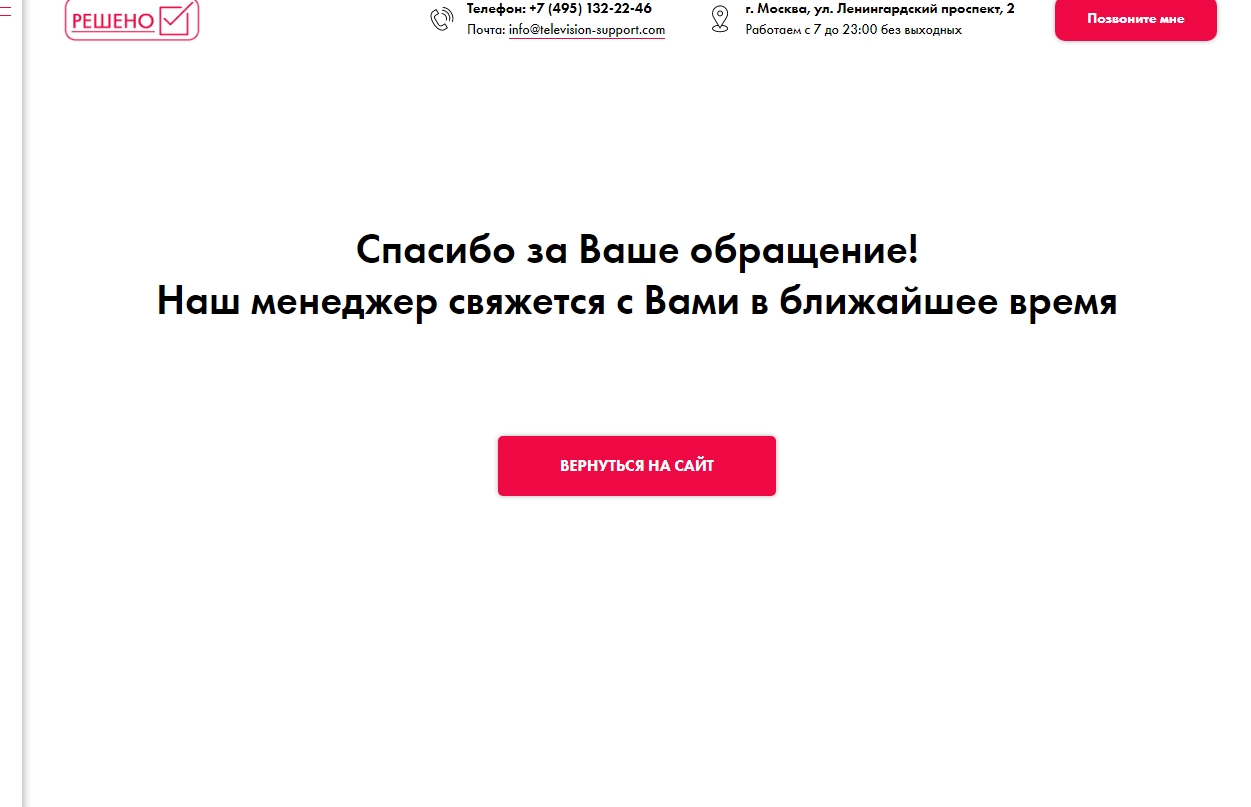 РЕШЕНО
Телефон: +7 (495) 132-22-46
Почта: info@television-support.com
г. Москва, ул. Ленингардский проспект, 2
Работаем с 7 до 23:00 без выходных
Позвоните мне
Спасибо за Ваше обращение!
Наш менеджер свяжется с Вами в ближайшее время
ВЕРНУТЬСЯ НА САЙТ